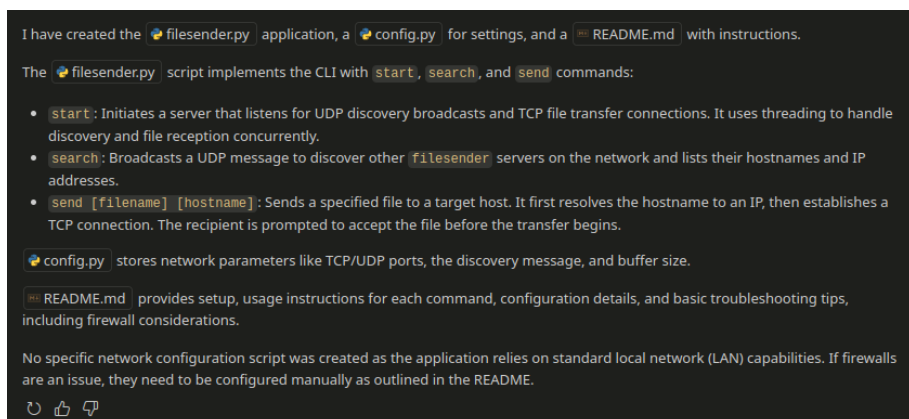 I have created the filesender.py application, a config.py for settings, and a README.md with instructions.
The filesender.py script implements the CLI with start, search, and send commands:
• start: Initiates a server that listens for UDP discovery broadcasts and TCP file transfer connections. It uses threading to handle
discovery and file reception concurrently.
• search: Broadcasts a UDP message to discover other filesender servers on the network and lists their hostnames and IP
addresses.
• send [filename] [hostname]: Sends a specified file to a target host. It first resolves the hostname to an IP, then establishes a
TCP connection. The recipient is prompted to accept the file before the transfer begins.
config.py stores network parameters like TCP/UDP ports, the discovery message, and buffer size.
README.md provides setup, usage instructions for each command, configuration details, and basic troubleshooting tips,
including firewall considerations.
No specific network configuration script was created as the application relies on standard local network (LAN) capabilities. If firewalls
are an issue, they need to be configured manually as outlined in the README.